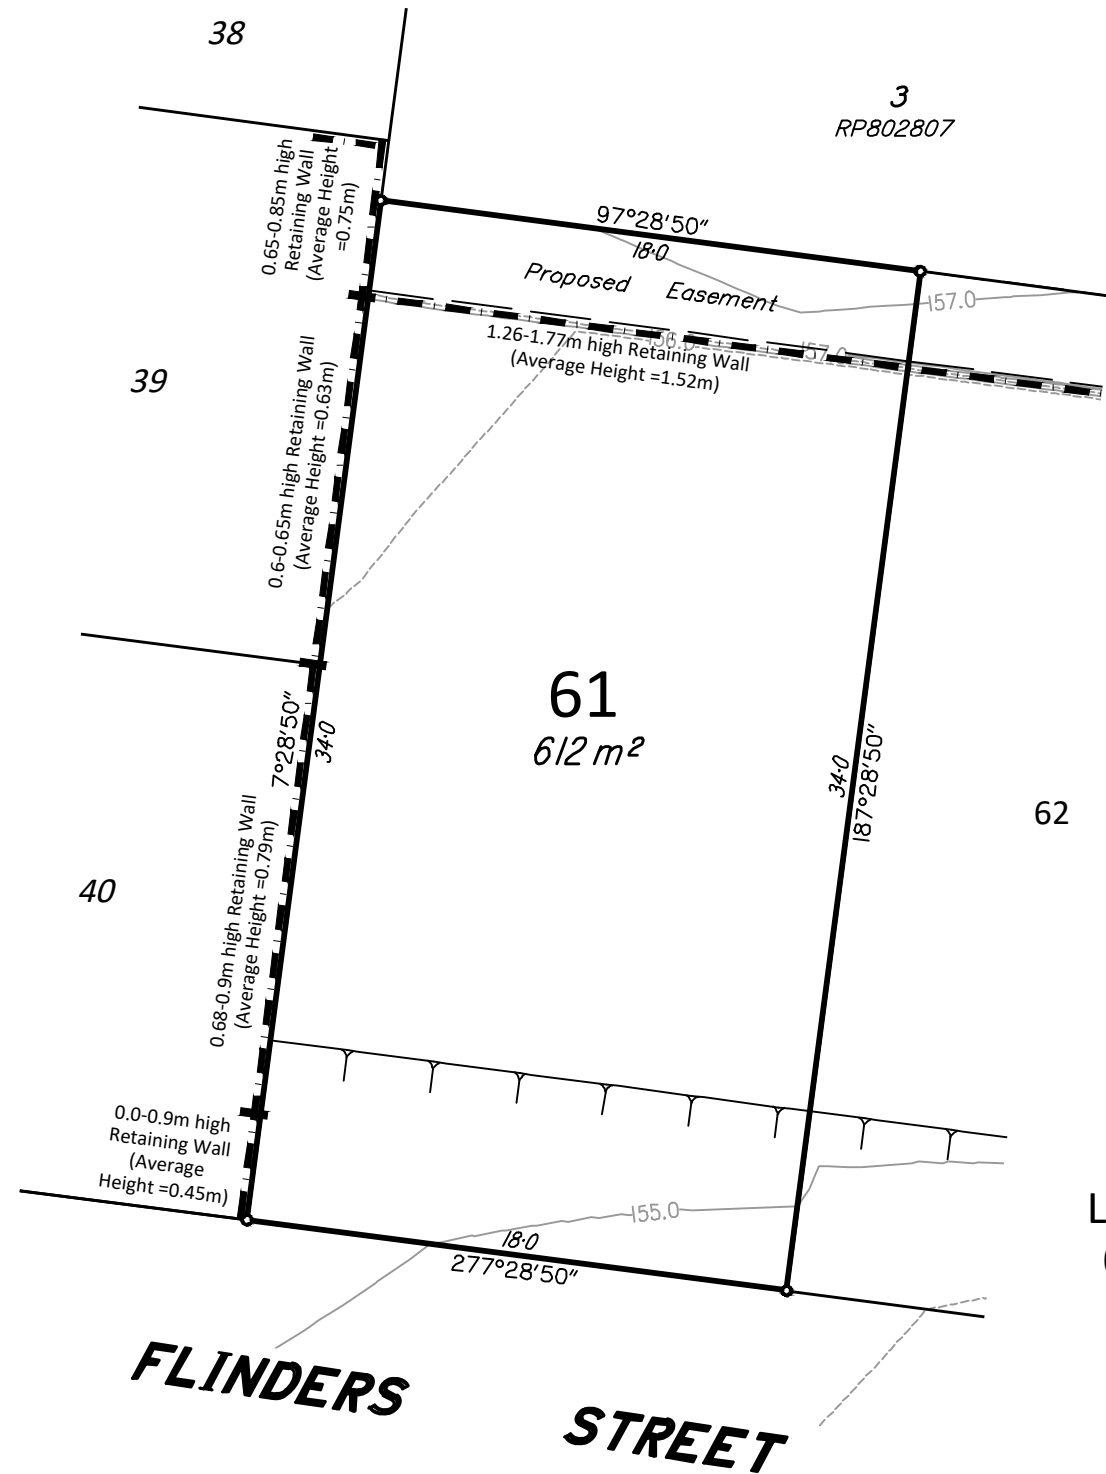 38
3
RP802807
0.65-0.85m high
Retaining Wall
(Average Height
=0.75m)
97°28'50"
18·0
Proposed Easement
157.0
157.0
1.26-1.77m high Retaining Wall
(Average Height =1.52m)
39
0.6-0.65m high Retaining Wall
(Average Height =0.63m)
61
612 m²
7°28'50"
34·0
34·0
187°28'50"
62
40
0.68-0.9m high Retaining Wall
(Average Height =0.79m)
0.0-0.9m high
Retaining Wall
(Average
Height =0.45m)
155.0
18·0
277°28'50"
L
FLINDERS STREET